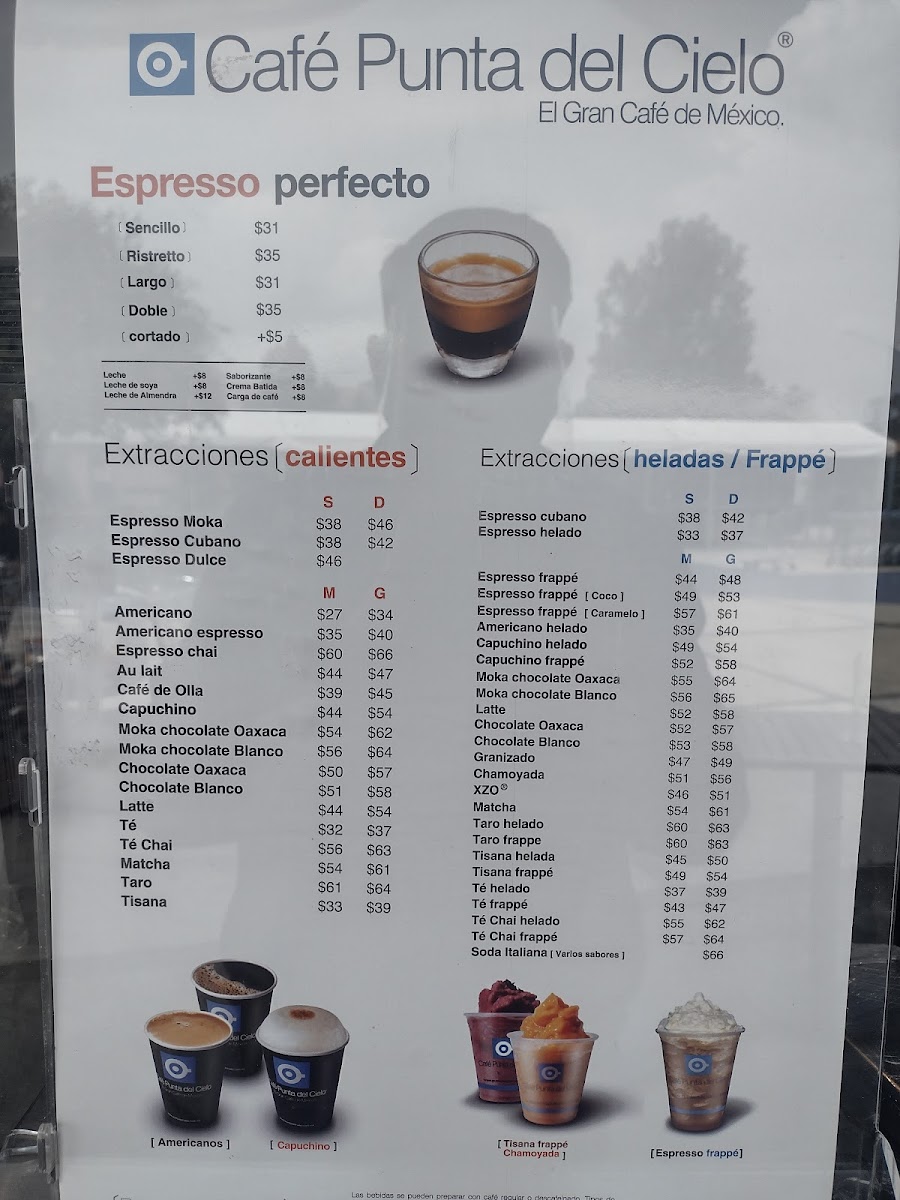 Café Punta del Cielo®
El Gran Café de México.
Espresso perfecto
[Sencillo] $31
[Ristretto] $35
[Largo] $31
[Doble] $35
[cortado] +$5
Leche +$8 Saborizante +$8
Leche de soya +$8 Crema Batida +$8
Leche de Almendra +$12 Carga de café +$8
Extracciones [calientes]
S D
Espresso Moka $38 $46
Espresso Cubano $38 $42
Espresso Dulce $46
M G
Americano $27 $34
Americano espresso $35 $40
Espresso chai $60 $66
Au lait $44 $47
Café de Olla $39 $45
Capuchino $44 $54
Moka chocolate Oaxaca $54 $62
Moka chocolate Blanco $56 $64
Chocolate Oaxaca $50 $57
Chocolate Blanco $51 $58
Latte $44 $54
Té $32 $37
Té Chai $56 $63
Matcha $54 $61
Taro $61 $64
Tisana $33 $39
Extracciones [heladas / Frappé]
S D
Espresso cubano $38 $42
Espresso helado $33 $37
M G
Espresso frappé $44 $48
Espresso frappé [Coco] $49 $53
Espresso frappé [Caramelo] $57 $61
Americano helado $35 $40
Capuchino helado $49 $54
Capuchino frappé $52 $58
Moka chocolate Oaxaca $55 $64
Moka chocolate Blanco $56 $65
Latte $52 $58
Chocolate Oaxaca $52 $57
Chocolate Blanco $53 $58
Granizado $47 $49
Chamoyada $51 $56
XZO® $46 $51
Matcha $54 $61
Taro helado $60 $63
Taro frappe $60 $63
Tisana helada $45 $50
Tisana frappé $49 $54
Té helado $37 $39
Té frappé $43 $47
Té Chai helado $55 $62
Té Chai frappé $57 $64
Soda Italiana [Varios sabores] $66
[Americanos]
[Capuchino]
[Tisana frappé
Chamoyada]
[Espresso frappé]
Las bebidas se pueden preparar con café regular o descafeinado. Tipos de